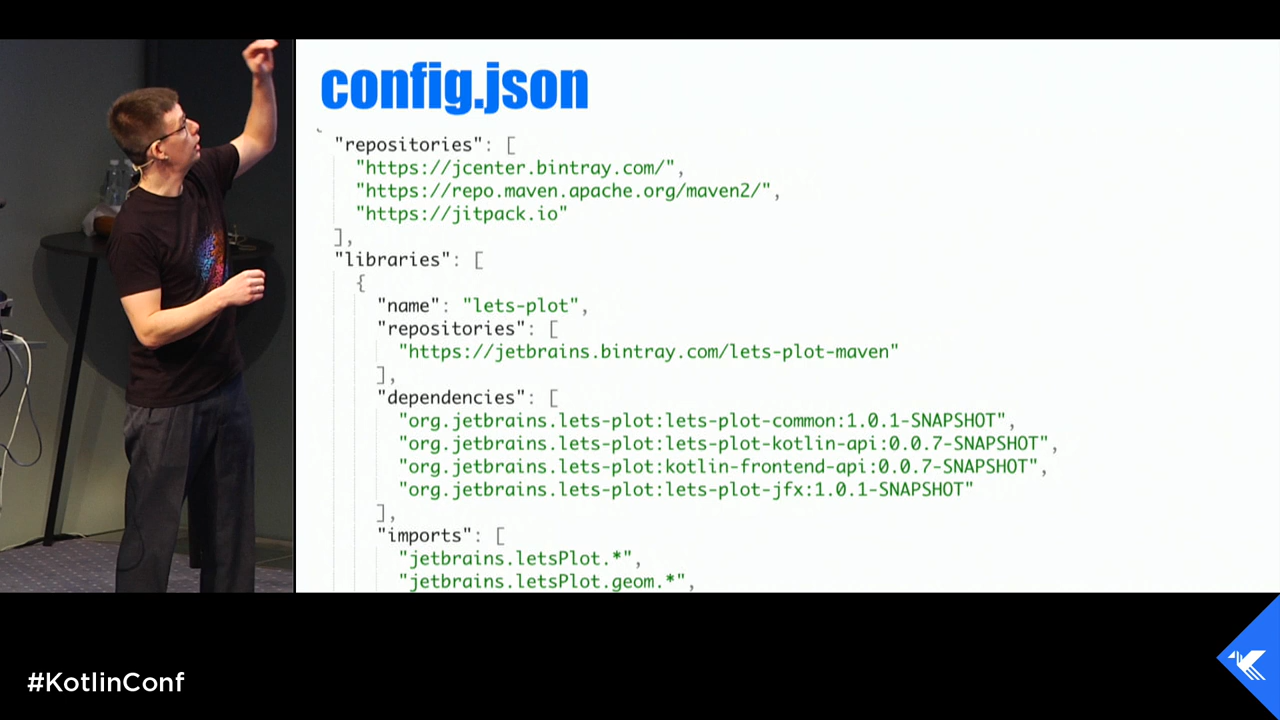 config.json
"repositories": [
"https://jcenter.bintray.com/",
"https://repo.maven.apache.org/maven2/",
"https://jitpack.io"
],
"libraries": [
{
"name": "lets-plot",
"repositories": [
"https://jetbrains.bintray.com/lets-plot-maven"
],
"dependencies": [
"org.jetbrains.lets-plot:lets-plot-common:1.0.1-SNAPSHOT",
"org.jetbrains.lets-plot:lets-plot-kotlin-api:0.0.7-SNAPSHOT",
"org.jetbrains.lets-plot:kotlin-frontend-api:0.0.7-SNAPSHOT",
"org.jetbrains.lets-plot:lets-plot-jfx:1.0.1-SNAPSHOT"
],
"imports": [
"jetbrains.letsPlot.*",
"jetbrains.letsPlot.geom.*",
#KotlinConf